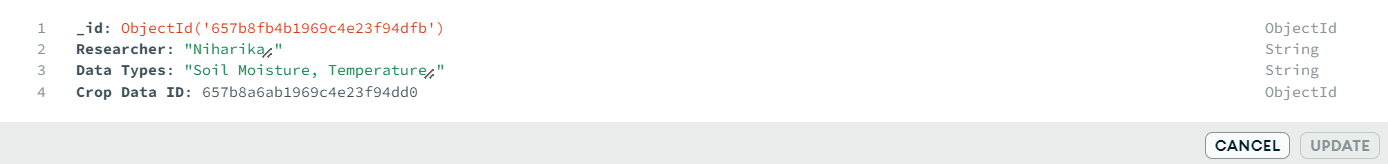 1 _id: ObjectId('657b8fb4b1969c4e23f94dfb') ObjectId
2 Researcher: "Niharika" String
3 Data Types: "Soil Moisture, Temperature" String
4 Crop Data ID: 657b8a6ab1969c4e23f94dd0 ObjectId
CANCEL UPDATE